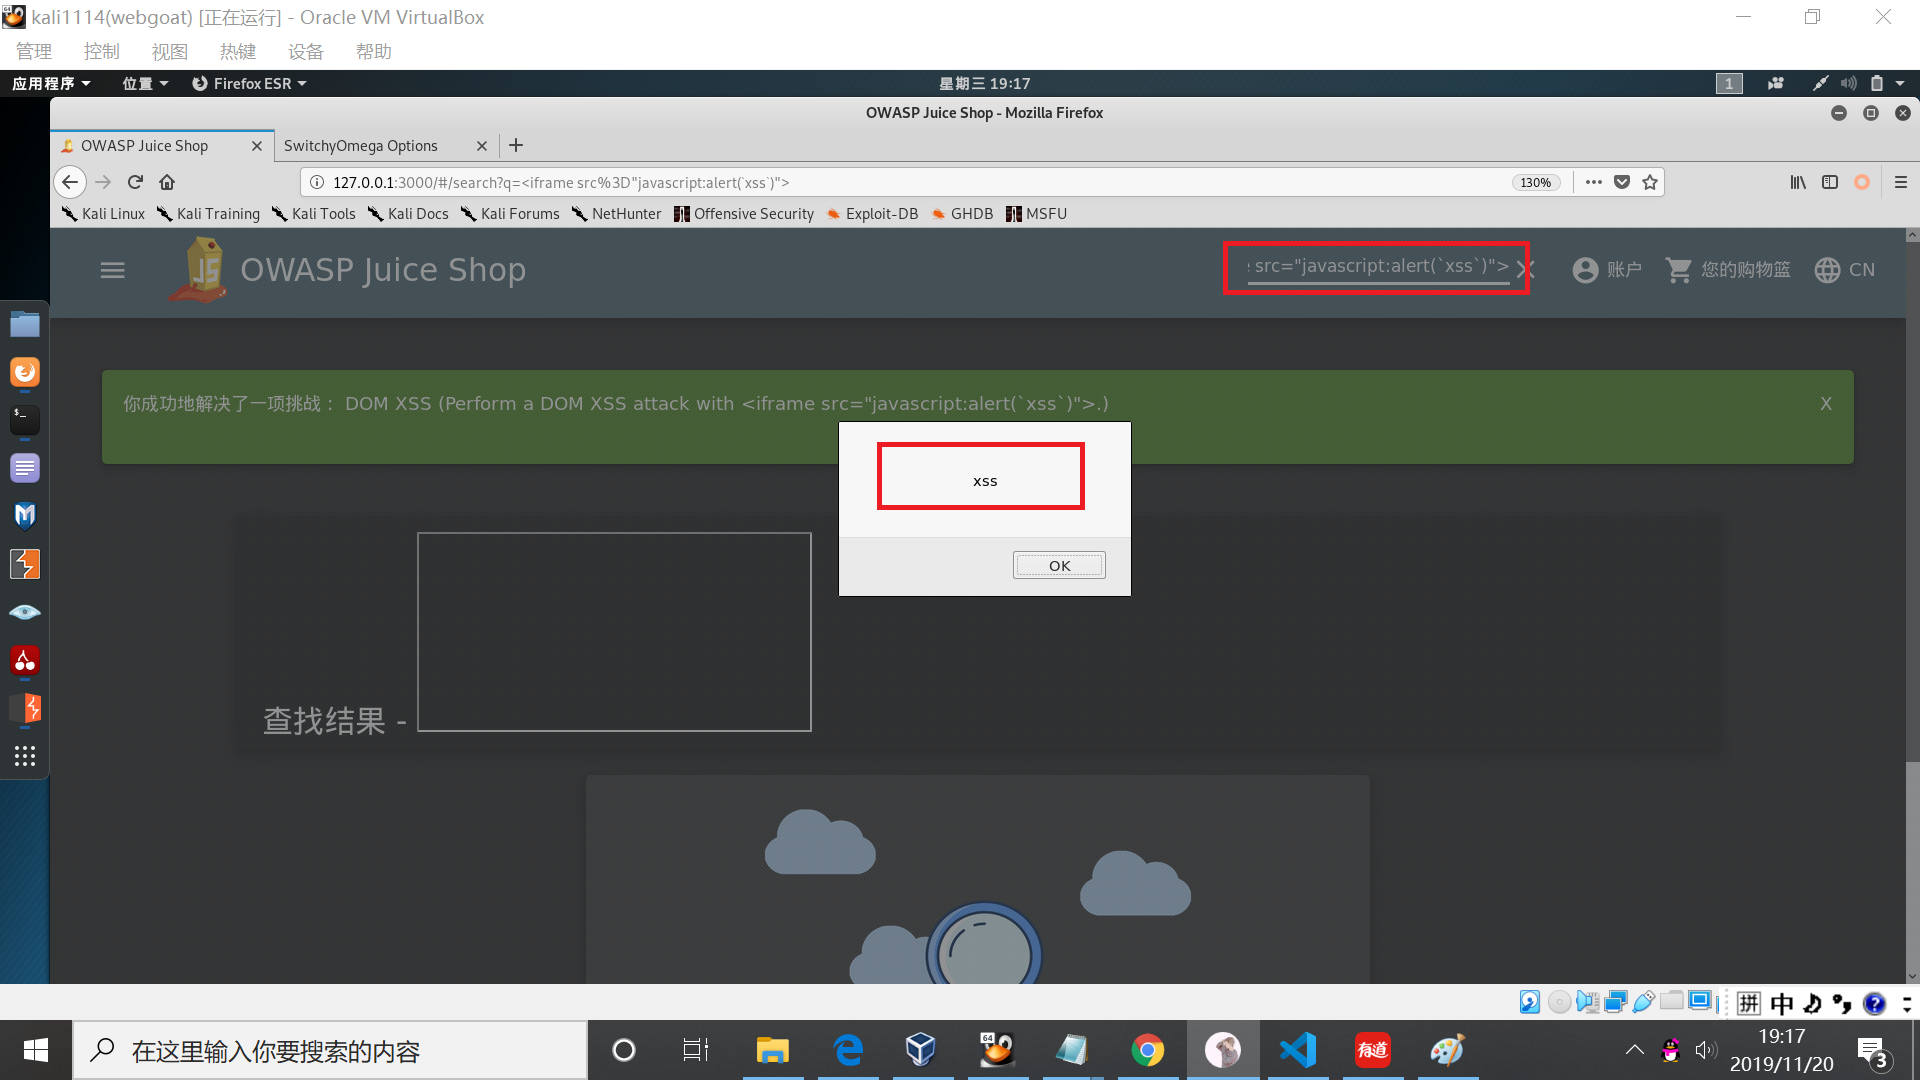 kali1114(webgoat) [正在运行] - Oracle VM VirtualBox
管理 控制 视图 热键 设备 帮助
应用程序 位置 Firefox ESR 星期三 19:17 1
OWASP Juice Shop - Mozilla Firefox
OWASP Juice Shop SwitchyOmega Options
127.0.0.1:3000/#/search?q=<iframe src%3D"javascript:alert(`xss`)"> 130%
Kali Linux Kali Training Kali Tools Kali Docs Kali Forums NetHunter Offensive Security Exploit-DB GHDB MSFU
JS OWASP Juice Shop src="javascript:alert(`xss`)"> 账户 您的购物篮 CN
你成功地解决了一项挑战： DOM XSS (Perform a DOM XSS attack with <iframe src="javascript:alert(`xss`)">.) X
xss
OK
查找结果 -
拼 中
64
有道
在这里输入你要搜索的内容
19:17
2019/11/20
3